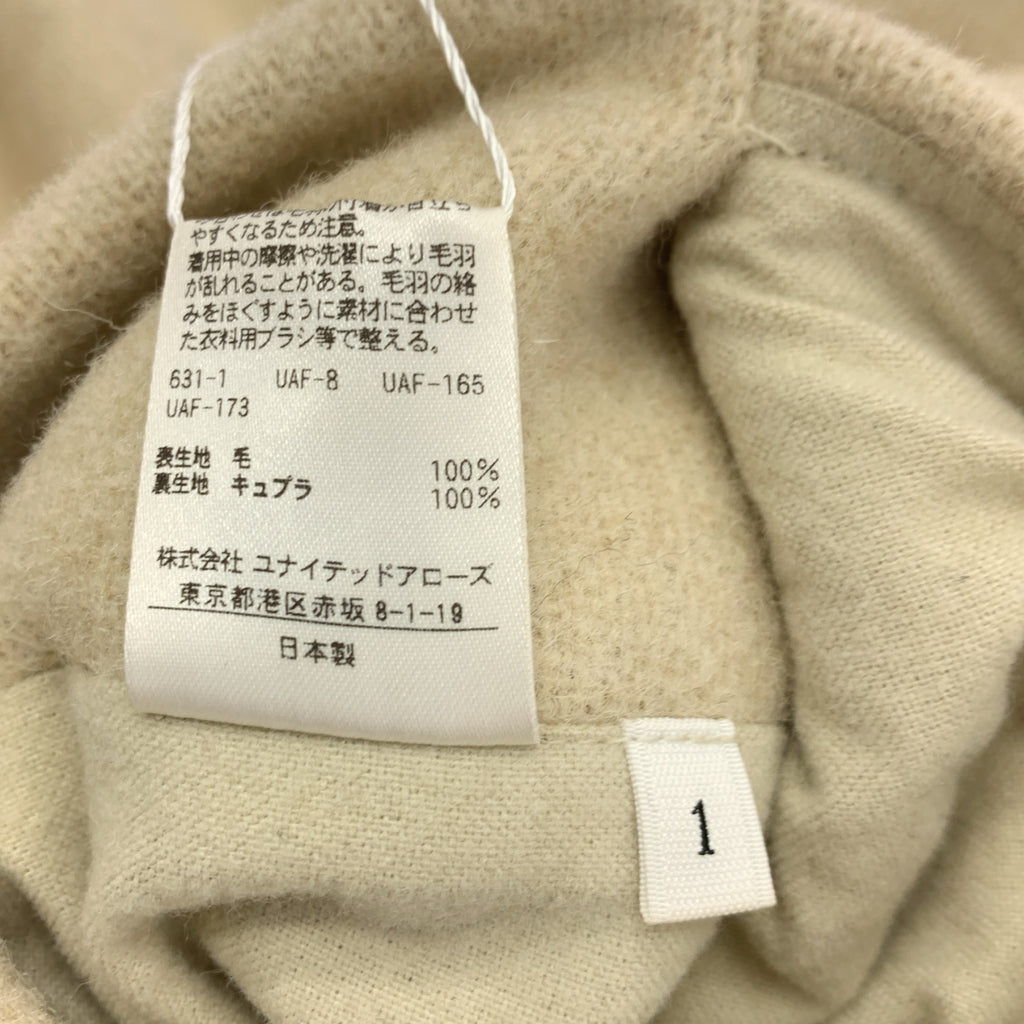 やすくなるため注意。
着用中の摩擦や洗濯により毛羽
が乱れることがある。毛羽の絡
みをほぐすように素材に合わせ
た衣料用ブラシ等で整える。
631-1 UAF-8 UAF-165
UAF-173
表生地 毛 100%
裏生地 キュプラ 100%
株式会社 ユナイテッドアローズ
東京都港区赤坂 8-1-19
日本製
1